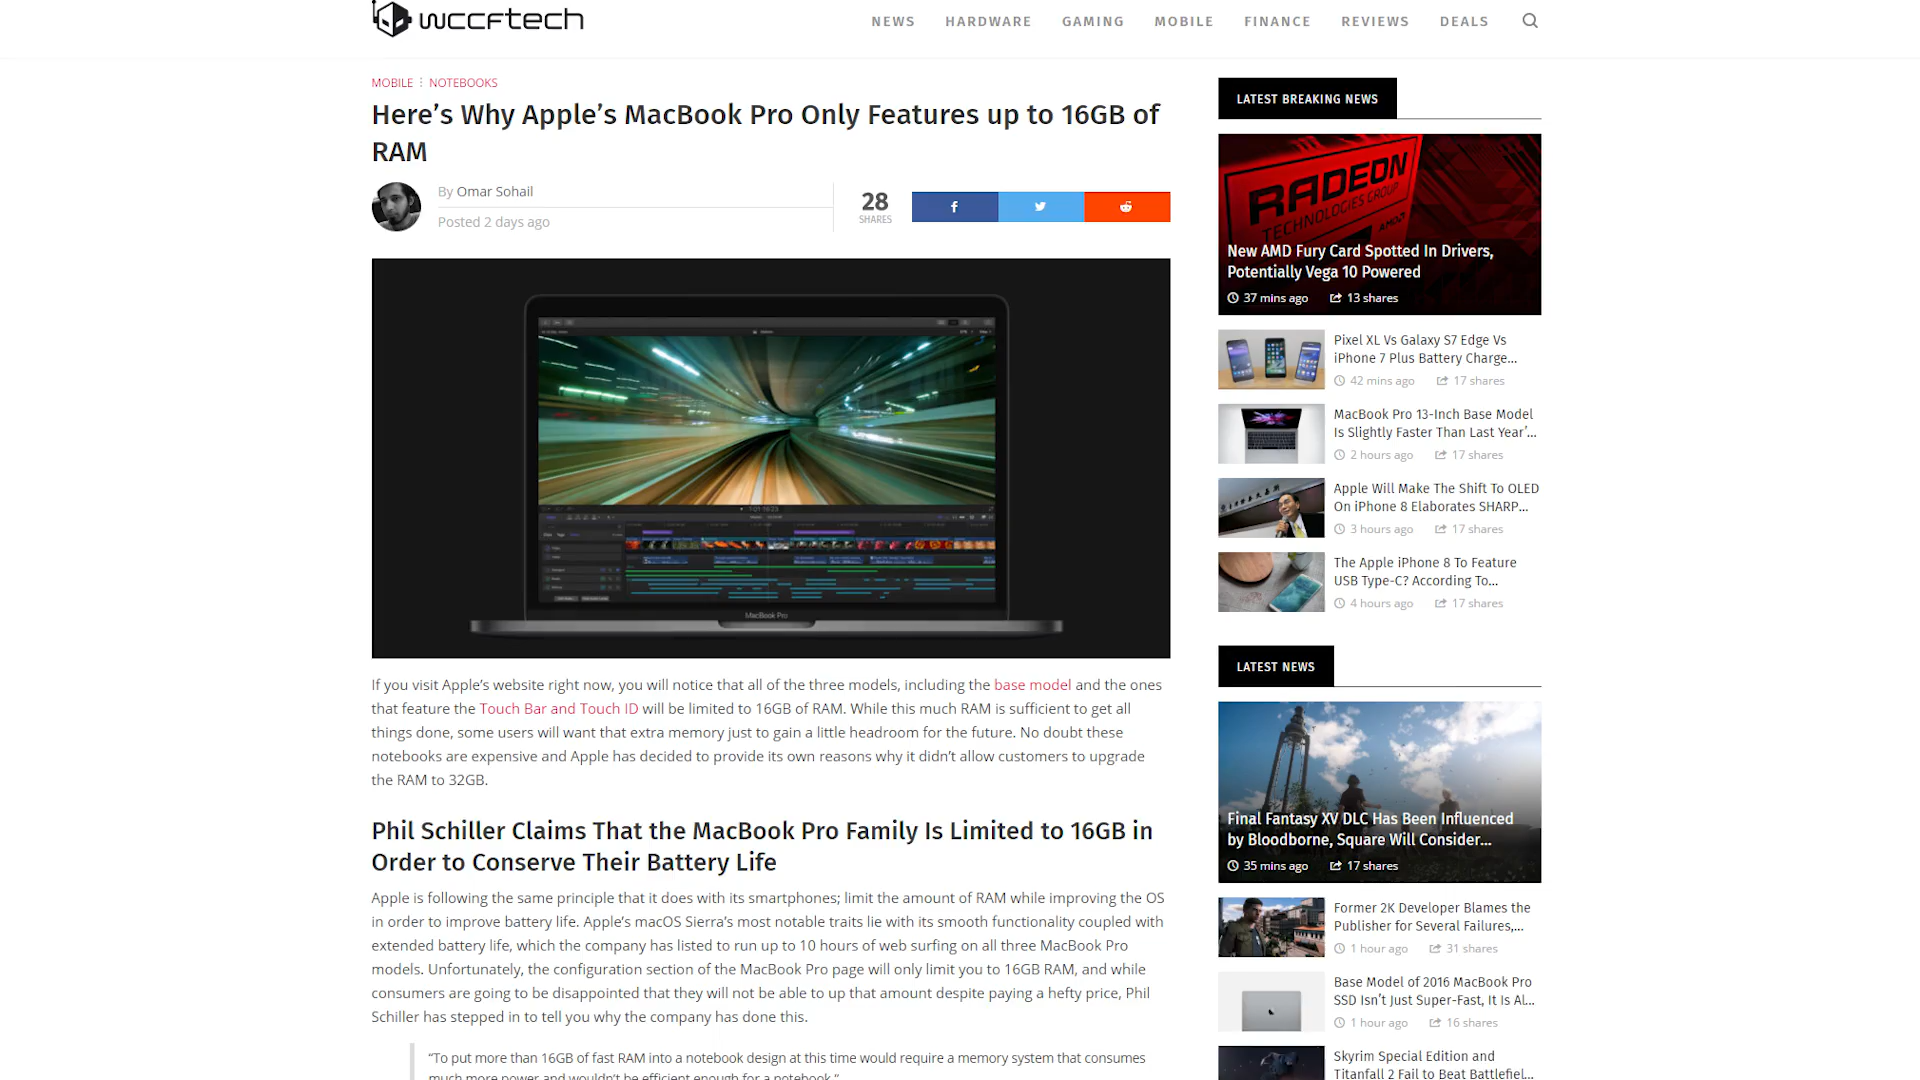 wccftech
NEWS HARDWARE GAMING MOBILE FINANCE REVIEWS DEALS
MOBILE ⋮ NOTEBOOKS
Here’s Why Apple’s MacBook Pro Only Features up to 16GB of
RAM
By Omar Sohail
Posted 2 days ago
28
SHARES
MacBook Pro
If you visit Apple’s website right now, you will notice that all of the three models, including the base model and the ones
that feature the Touch Bar and Touch ID will be limited to 16GB of RAM. While this much RAM is sufficient to get all
things done, some users will want that extra memory just to gain a little headroom for the future. No doubt these
notebooks are expensive and Apple has decided to provide its own reasons why it didn’t allow customers to upgrade
the RAM to 32GB.
Phil Schiller Claims That the MacBook Pro Family Is Limited to 16GB in
Order to Conserve Their Battery Life
Apple is following the same principle that it does with its smartphones; limit the amount of RAM while improving the OS
in order to improve battery life. Apple’s macOS Sierra’s most notable traits lie with its smooth functionality coupled with
extended battery life, which the company has listed to run up to 10 hours of web surfing on all three MacBook Pro
models. Unfortunately, the configuration section of the MacBook Pro page will only limit you to 16GB RAM, and while
consumers are going to be disappointed that they will not be able to up that amount despite paying a hefty price, Phil
Schiller has stepped in to tell you why the company has done this.
“To put more than 16GB of fast RAM into a notebook design at this time would require a memory system that consumes
much more power and wouldn’t be efficient enough for a notebook.”
LATEST BREAKING NEWS
RADEON
TECHNOLOGIES GROUP
AMD
New AMD Fury Card Spotted In Drivers,
Potentially Vega 10 Powered
37 mins ago 13 shares
Pixel XL Vs Galaxy S7 Edge Vs
iPhone 7 Plus Battery Charge...
42 mins ago 17 shares
MacBook Pro 13-Inch Base Model
Is Slightly Faster Than Last Year’...
2 hours ago 17 shares
Apple Will Make The Shift To OLED
On iPhone 8 Elaborates SHARP...
3 hours ago 17 shares
The Apple iPhone 8 To Feature
USB Type-C? According To...
4 hours ago 17 shares
LATEST NEWS
Final Fantasy XV DLC Has Been Influenced
by Bloodborne, Square Will Consider...
35 mins ago 17 shares
Former 2K Developer Blames the
Publisher for Several Failures,...
1 hour ago 31 shares
Base Model of 2016 MacBook Pro
SSD Isn’t Just Super-Fast, It Is Al...
1 hour ago 16 shares
Skyrim Special Edition and
Titanfall 2 Fail to Beat Battlefiel...